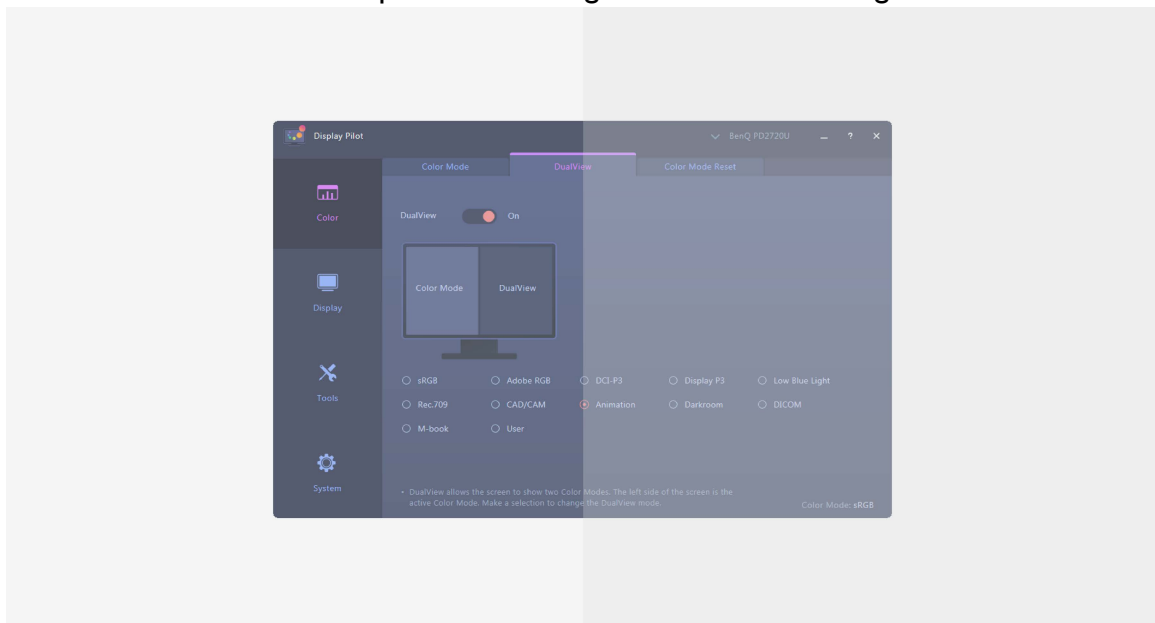 Display Pilot
BenQ PD2720U
?
Color Mode
DualView
Color Mode Reset
Color
DualView
On
Color Mode
DualView
Display
Tools
sRGB
Adobe RGB
DCI-P3
Display P3
Low Blue Light
Rec.709
CAD/CAM
Animation
Darkroom
DICOM
M-book
User
System
• DualView allows the screen to show two Color Modes. The left side of the screen is the
active Color Mode. Make a selection to change the DualView mode.
Color Mode: sRGB